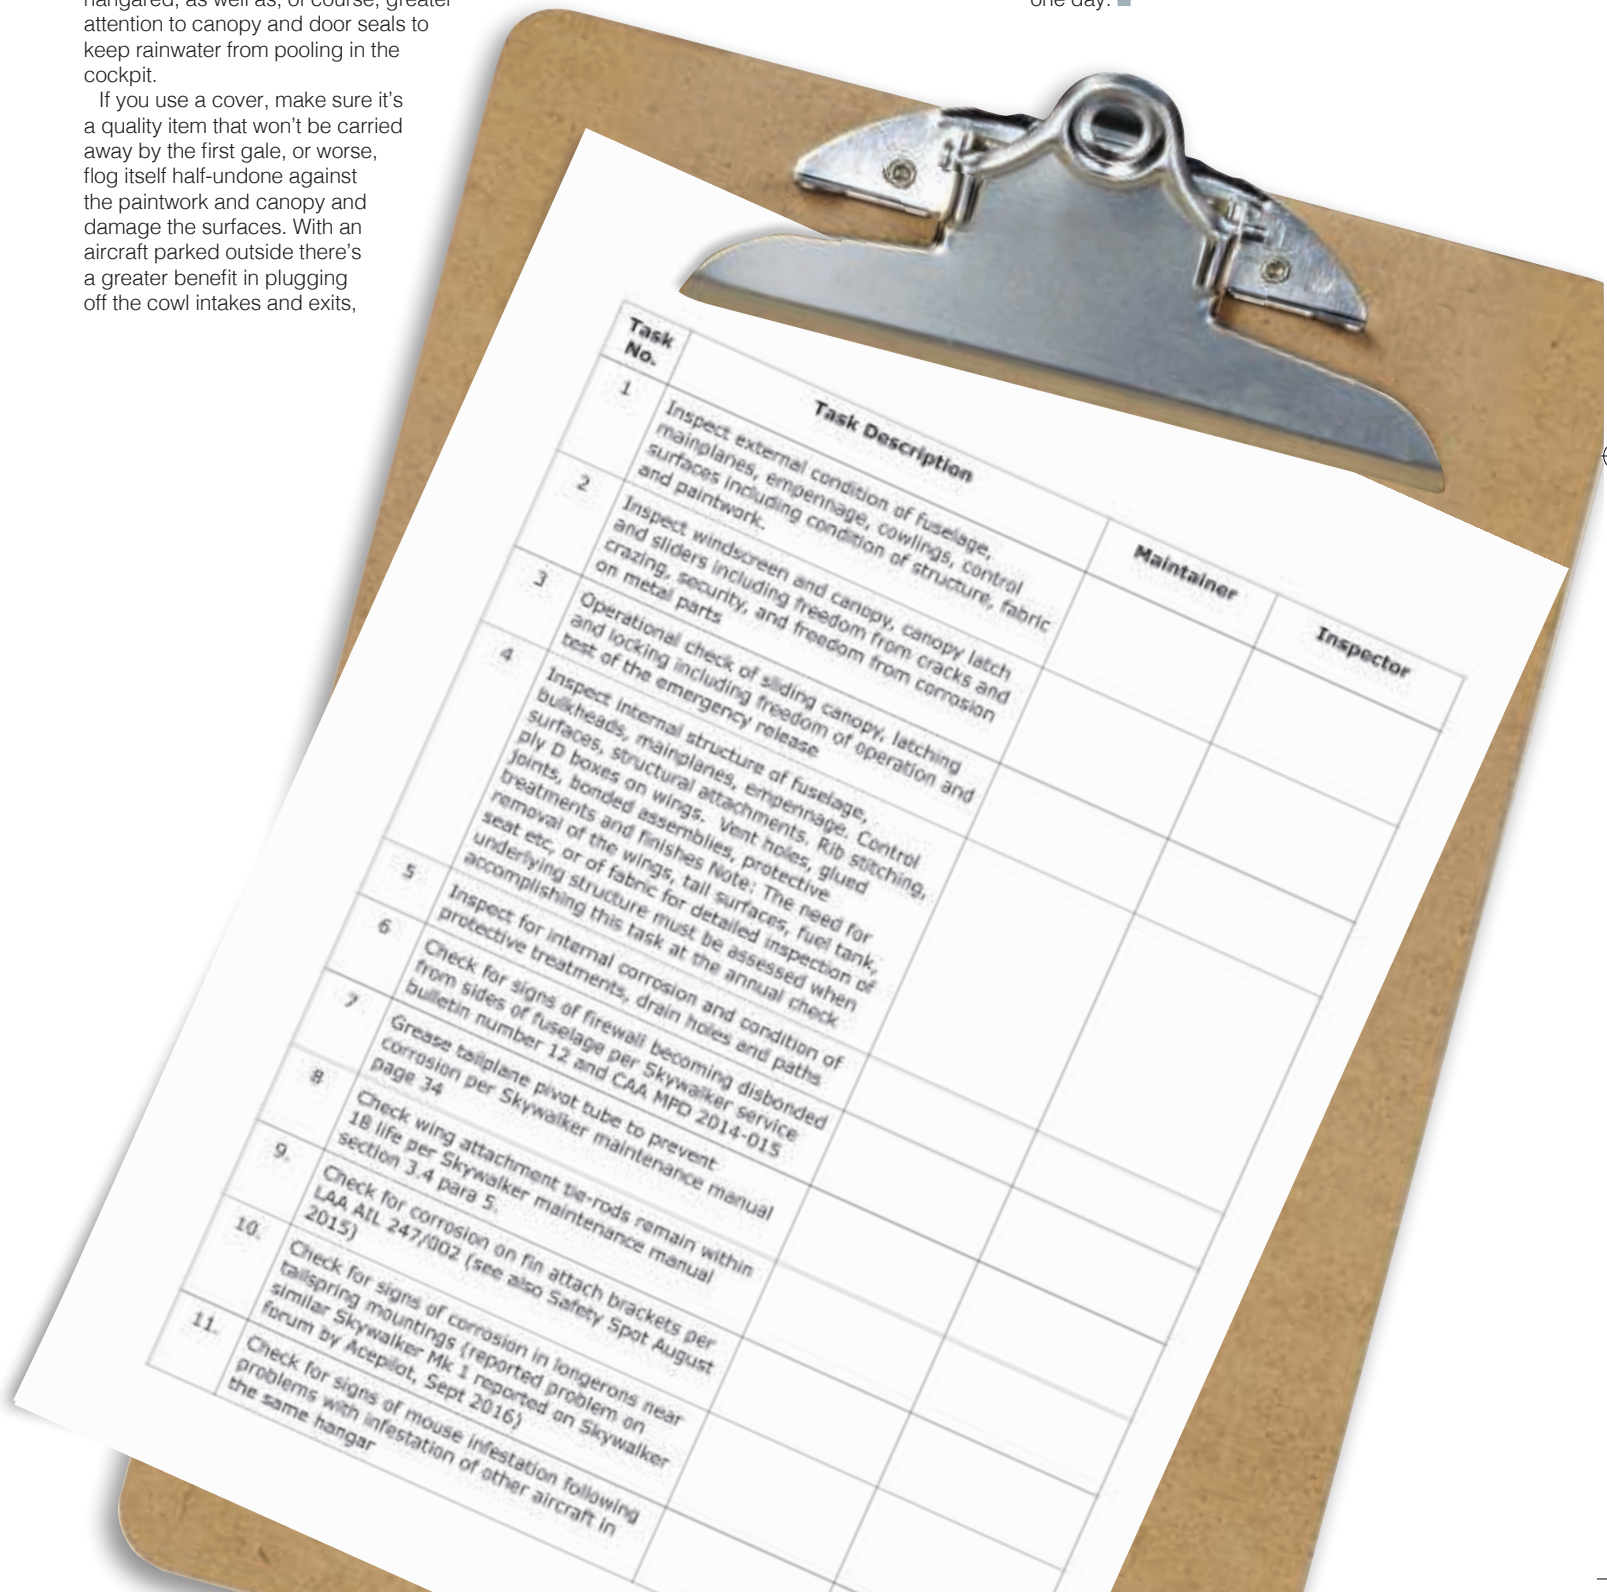 hangared, as well as, of course, greater
attention to canopy and door seals to
keep rainwater from pooling in the
cockpit.
If you use a cover, make sure it’s
a quality item that won’t be carried
away by the first gale, or worse,
flog itself half-undone against
the paintwork and canopy and
damage the surfaces. With an
aircraft parked outside there’s
a greater benefit in plugging
off the cowl intakes and exits,
one day.
Task
No.
Task Description
Maintainer
Inspector
1
Inspect external condition of fuselage,
mainplanes, empennage, cowlings, control
surfaces including condition of structure, fabric
and paintwork.
2
Inspect windscreen and canopy, canopy latch
and sliders including freedom from cracks and
crazing, security, and freedom from corrosion
on metal parts
3
Operational check of sliding canopy, latching
and locking including freedom of operation and
test of the emergency release
4
Inspect internal structure of fuselage,
bulkheads, mainplanes, empennage. Control
surfaces, structural attachments. Rib stitching,
ply D boxes on wings. Vent holes, glued
joints, bonded assemblies, protective
treatments and finishes Note: The need for
removal of the wings, tail surfaces, fuel tank,
seat etc, or of fabric for detailed inspection of
underlying structure must be assessed when
accomplishing this task at the annual check
5
Inspect for internal corrosion and condition of
protective treatments, drain holes and paths
6
Check for signs of firewall becoming disbonded
from sides of fuselage per Skywalker service
bulletin number 12 and CAA MPD 2014-015
7
Grease tailplane pivot tube to prevent
corrosion per Skywalker maintenance manual
page 34
8
Check wing attachment tie-rods remain within
18 life per Skywalker maintenance manual
section 3.4 para 5.
9.
Check for corrosion on fin attach brackets per
LAA AIL 247/002 (see also Safety Spot August
2015)
10.
Check for signs of corrosion in longerons near
tailspring mountings (reported problem on
similar Skywalker Mk 1 reported on Skywalker
forum by Acepilot, Sept 2016)
11.
Check for signs of mouse infestation following
problems with infestation of other aircraft in
the same hangar